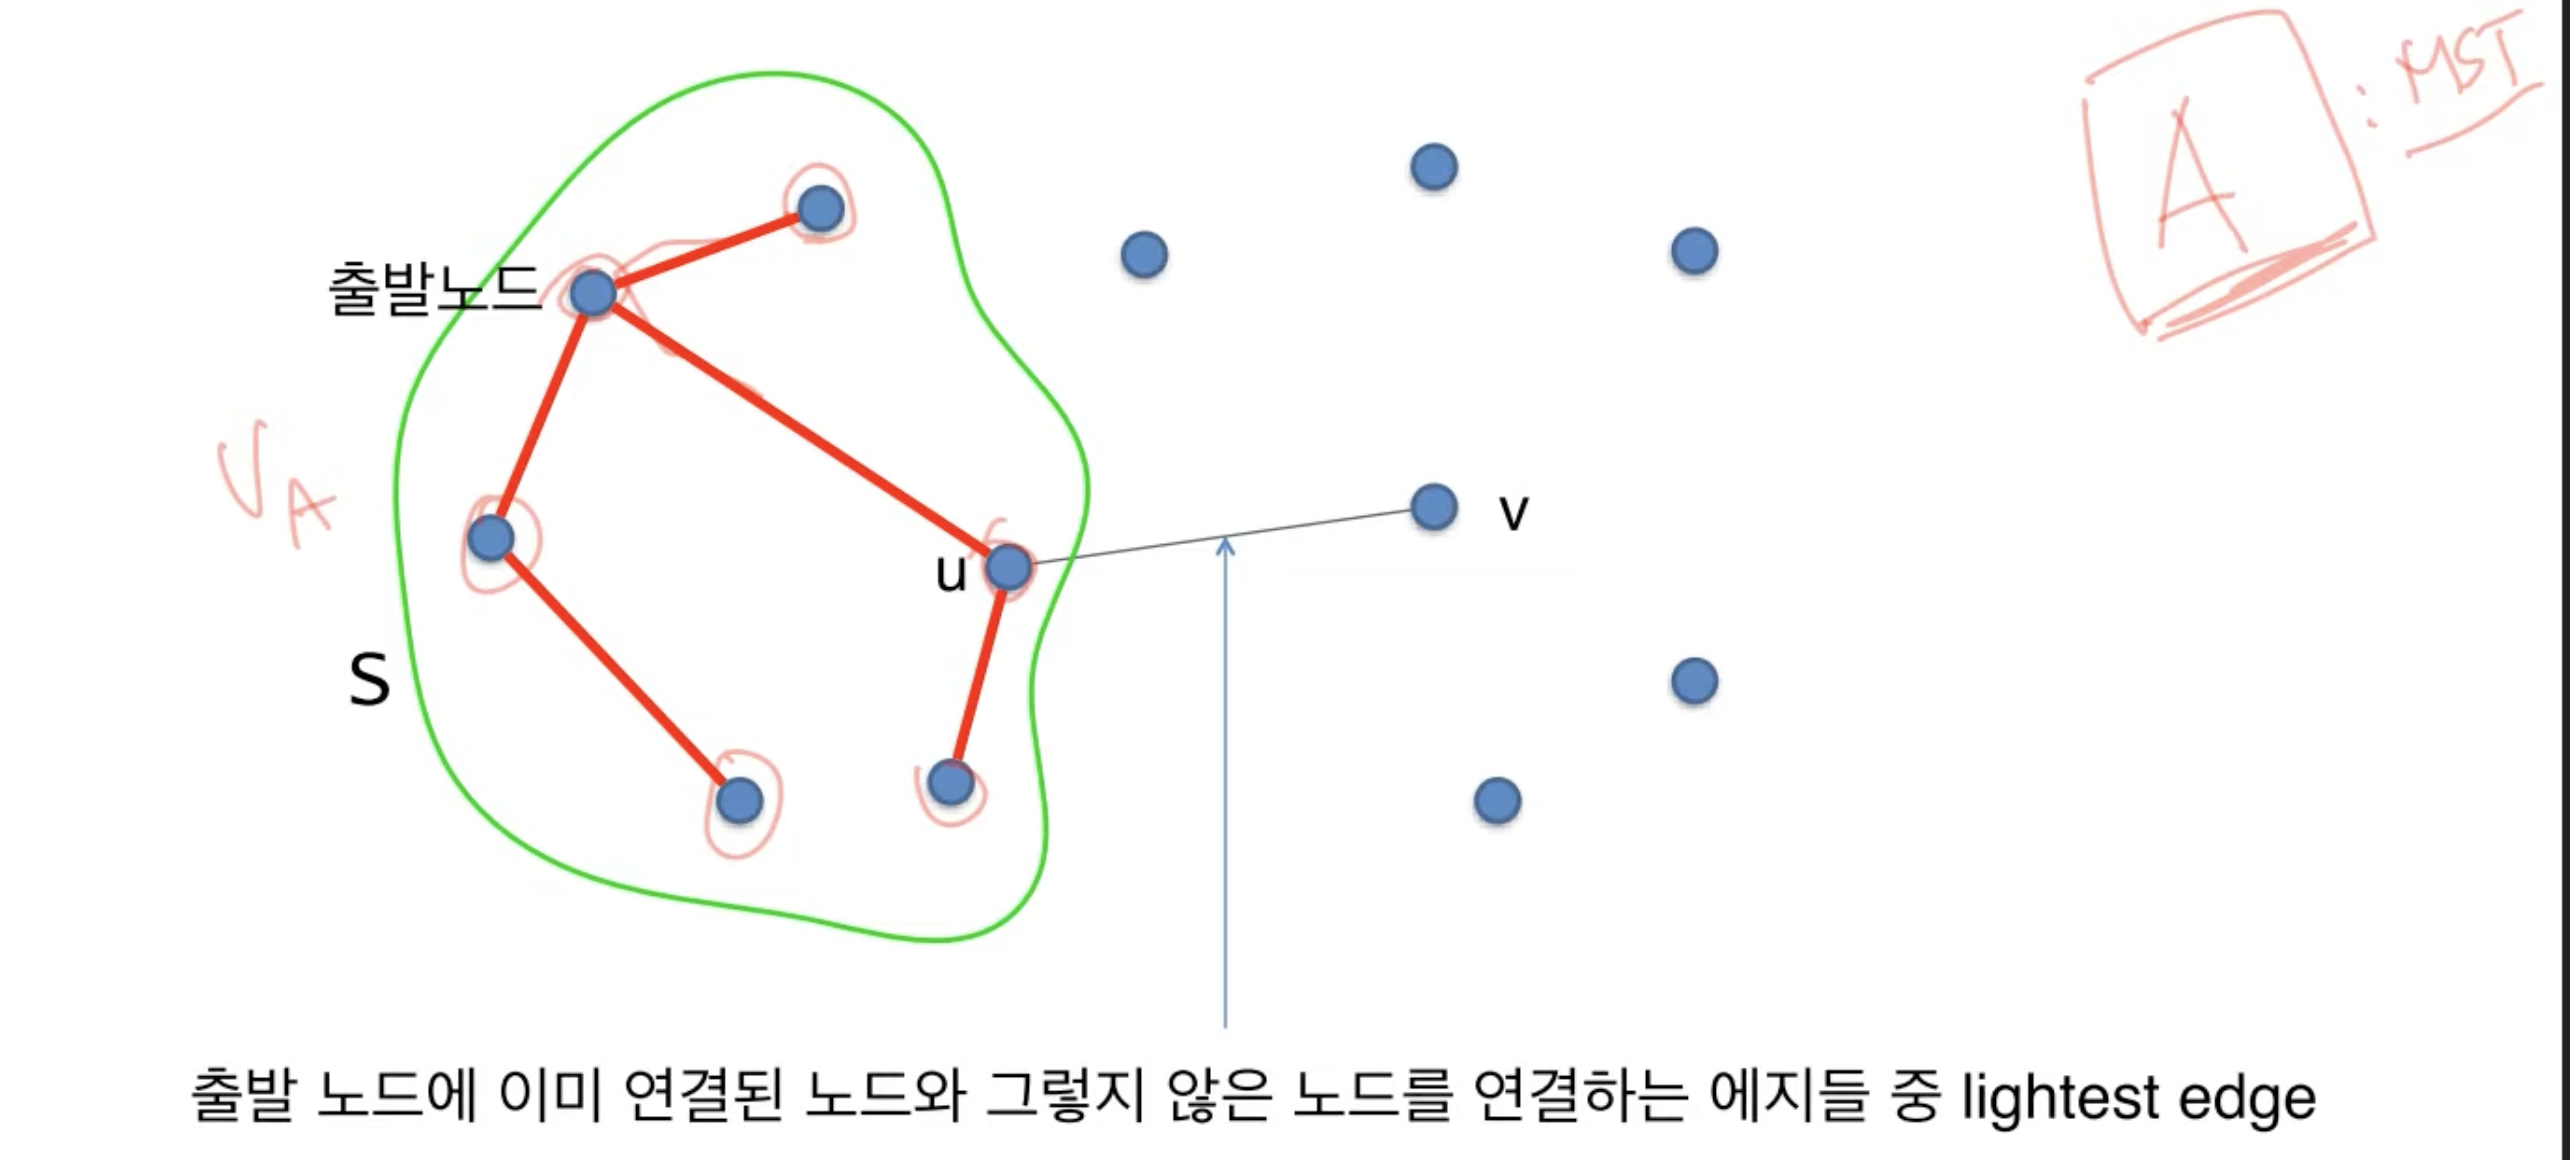 A : MST
출발노드
V_A
u
v
S
출발 노드에 이미 연결된 노드와 그렇지 않은 노드를 연결하는 에지들 중 lightest edge